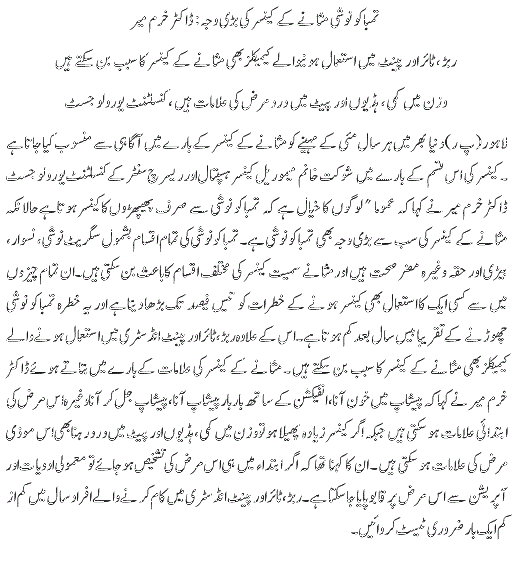 تمباکو نوشی مثانے کے کینسر کی بڑی وجہ: ڈاکٹر خرم میر
ربڑ، ٹائر اور پینٹ میں استعمال ہونیوالے کیمیکلز بھی مثانے کے کینسر کا سبب بن سکتے ہیں
وزن میں کمی، ہڈیوں اور پیٹ میں درد مرض کی علامات ہیں، کنسلٹنٹ یورولوجسٹ
لاہور (پ ر) دنیا بھر میں ہر سال مئی کے مہینے کو مثانے کے کینسر کے بارے میں آگاہی سے منسوب کیا جاتا ہے
۔ کینسر کی اس قسم کے بارے میں شوکت خانم میموریل کینسر ہسپتال اور ریسرچ سنٹر کے کنسلٹنٹ یورولوجسٹ
ڈاکٹر خرم میر نے کہا کہ عموما "لوگوں کا خیال ہے کہ تمباکو نوشی سے صرف پھیپھڑوں کا کینسر ہوتا ہے حالانکہ
مثانے کے کینسر کی سب سے بڑی وجہ بھی تمباکو نوشی ہے۔ تمباکو نوشی کی تمام اقسام بشمول سگریٹ نوشی، نسوار،
بیڑی اور حقہ وغیرہ مضر صحت ہیں اور مثانے سمیت کینسر کی مختلف اقسام کا باعث بن سکتی ہیں۔ ان تمام چیزوں
میں سے کسی ایک کا استعمال بھی کینسر ہونے کے خطرات کو تیس فیصد تک بڑھا دیتا ہے اور یہ خطرہ تمباکو نوشی
چھوڑنے کے تقریبا بیس سال بعد کم ہوتا ہے۔ اس کے علاوہ ربڑ، ٹائر اور پینٹ انڈسٹری میں استعمال ہونے والے
کیمیکلز بھی مثانے کے کینسر کا سبب بن سکتے ہیں۔ مثانے کے کینسر کی علامات کے بارے میں بتاتے ہوئے ڈاکٹر
خرم میر نے کہا کہ پیشاب میں خون آنا، انفیکشن کے ساتھ بار بار پیشاب آنا، پیشاب جل کر آنا وغیرہ اس مرض کی
ابتدائی علامات ہو سکتی ہیں جبکہ اگر کینسر زیادہ پھیلا ہو تو وزن میں کمی، ہڈیوں اور پیٹ میں درد رہنا بھی اس موذی
مرض کی علامات ہو سکتی ہیں۔ ان کا کہنا تھا کہ اگر ابتداء میں ہی اس مرض کی تشخیص ہو جائے تو معمولی ادویات اور
آپریشن سے اس مرض پر قابو پایا جا سکتا ہے۔ ربڑ، ٹائر اور پینٹ انڈسٹری میں کام کرنے والے افراد سال میں کم از
کم ایک بار ضروری ٹیسٹ کروائیں۔